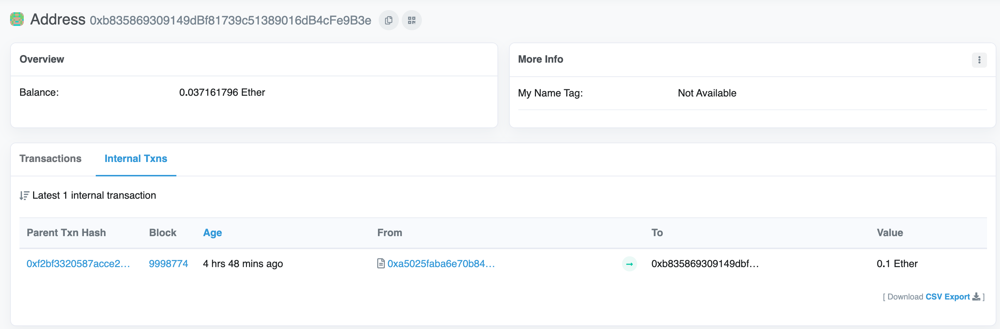 Address 0xb835869309149dBf81739c51389016dB4cFe9B3e
Overview
Balance: 0.037161796 Ether
More Info
My Name Tag: Not Available
Transactions Internal Txns
Latest 1 internal transaction
Parent Txn Hash Block Age From To Value
0xf2bf3320587acce2... 9998774 4 hrs 48 mins ago 0xa5025faba6e70b84... 0xb835869309149dbf... 0.1 Ether
[ Download CSV Export ]